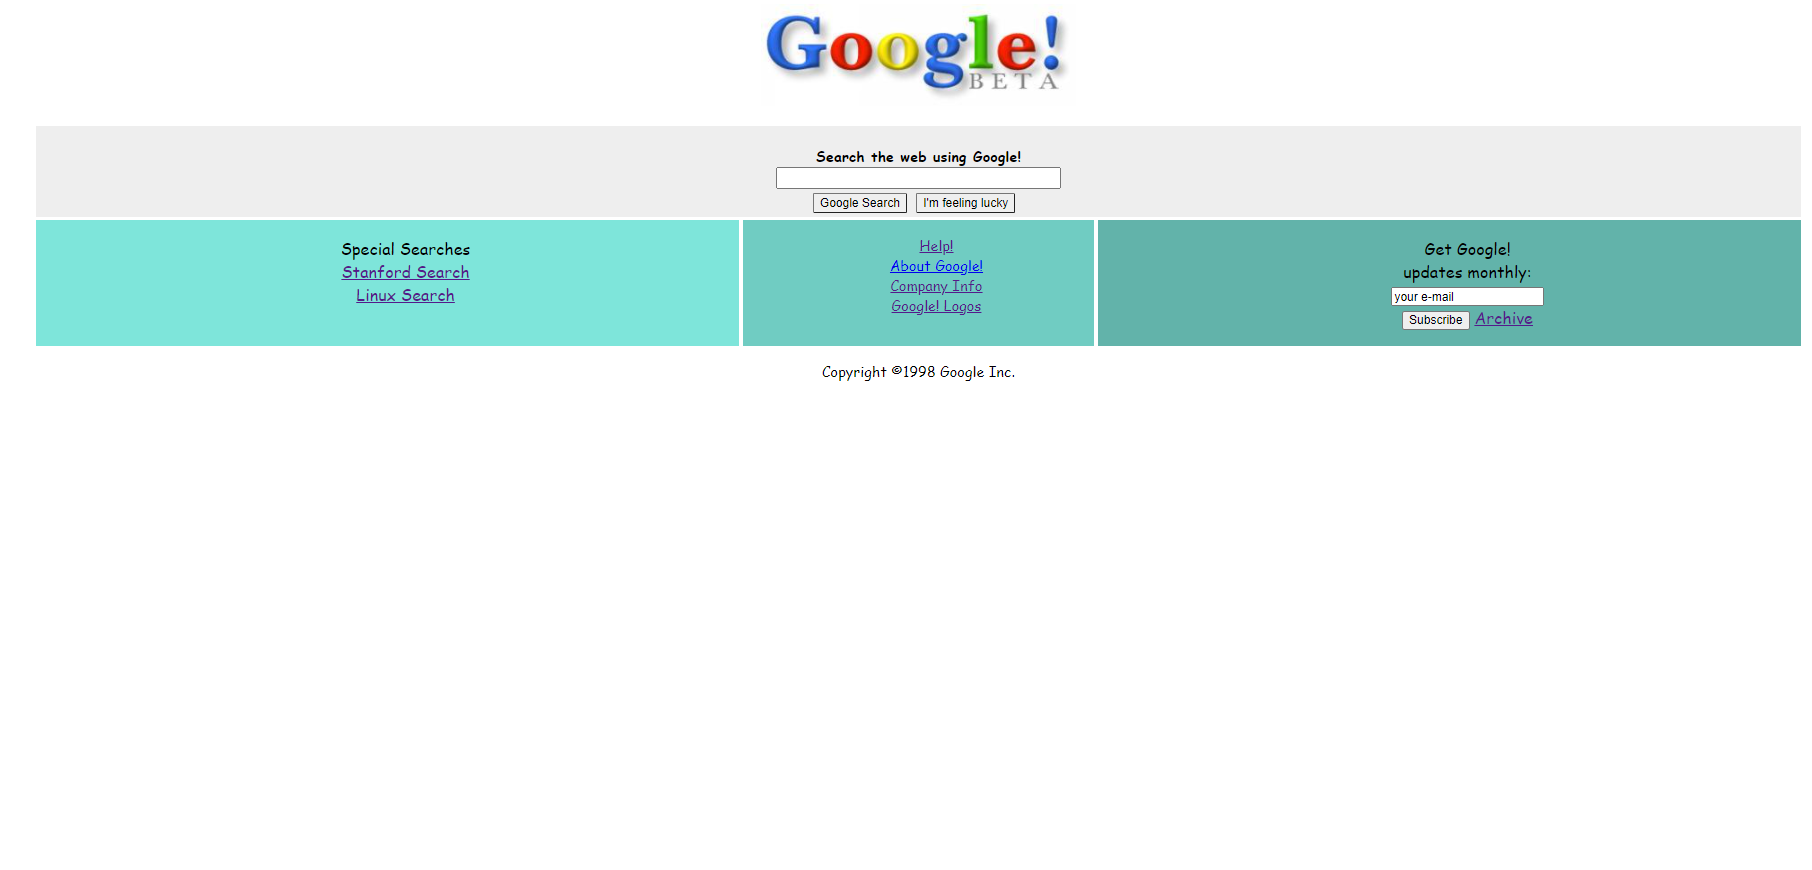 Google!
BETA
Search the web using Google!
Google Search I'm feeling lucky
Special Searches
Stanford Search
Linux Search
Help!
About Google!
Company Info
Google! Logos
Get Google!
updates monthly:
your e-mail
Subscribe Archive
Copyright ©1998 Google Inc.